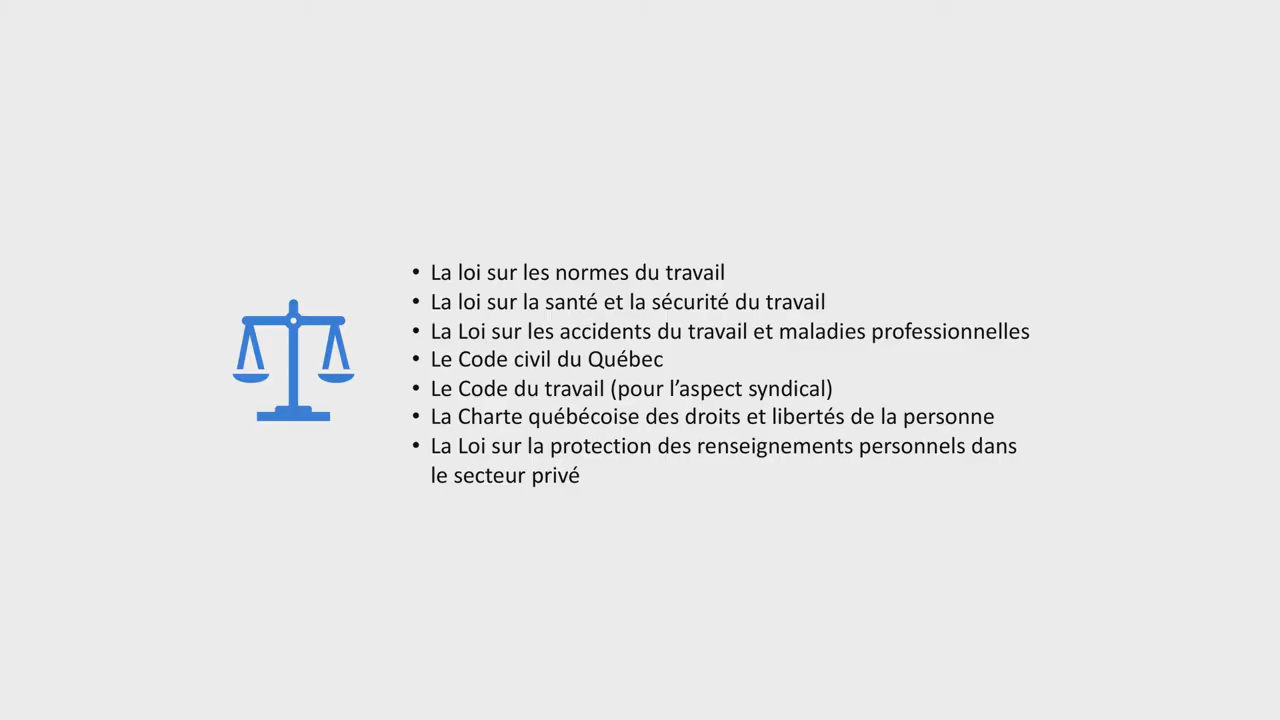 • La loi sur les normes du travail
• La loi sur la santé et la sécurité du travail
• La Loi sur les accidents du travail et maladies professionnelles
• Le Code civil du Québec
• Le Code du travail (pour l’aspect syndical)
• La Charte québécoise des droits et libertés de la personne
• La Loi sur la protection des renseignements personnels dans
le secteur privé